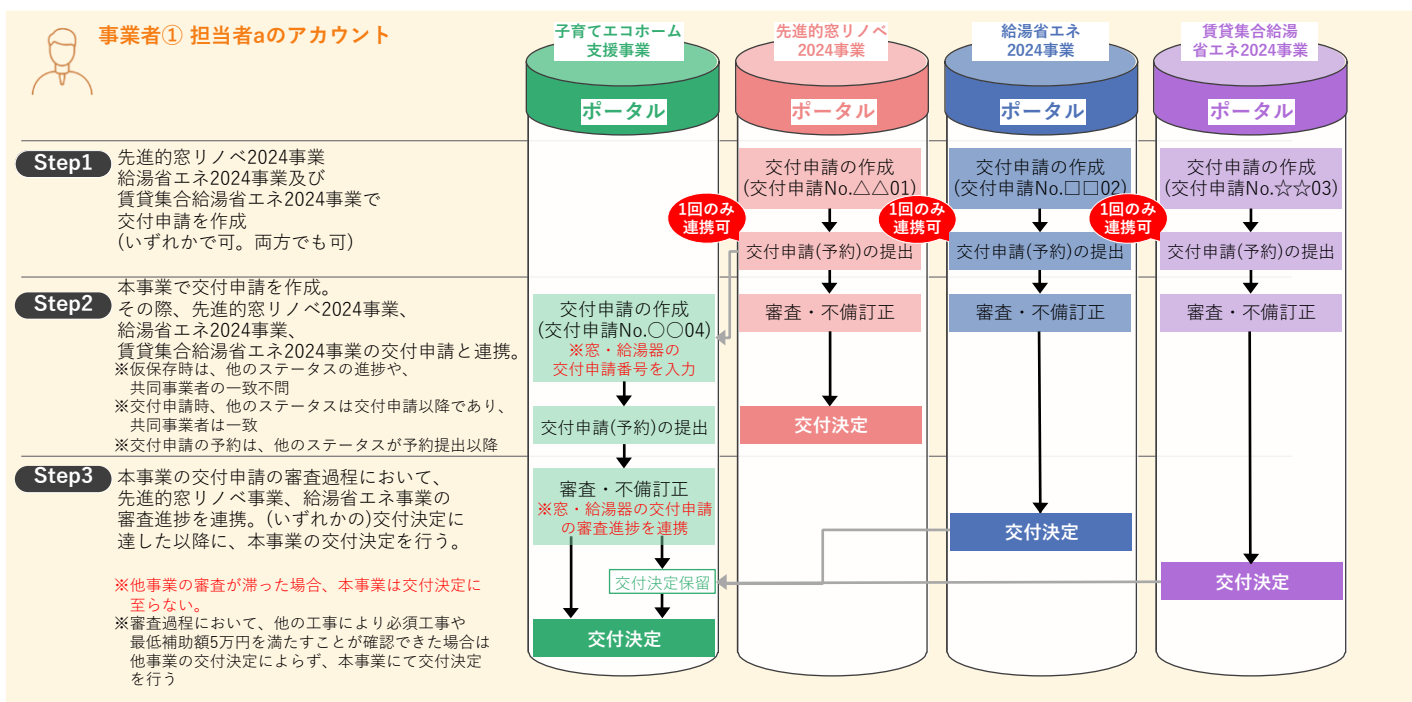 事業者① 担当者aのアカウント
子育てエコホーム
支援事業
ポータル
先進的窓リノベ
2024事業
ポータル
給湯省エネ
2024事業
ポータル
賃貸集合給湯
省エネ2024事業
ポータル
Step1
先進的窓リノベ2024事業
給湯省エネ2024事業及び
賃貸集合給湯省エネ2024事業で
交付申請を作成
(いずれかで可。両方でも可)
交付申請の作成
(交付申請No.△△01)
交付申請の作成
(交付申請No.□□02)
交付申請の作成
(交付申請No.☆☆03)
1回のみ
連携可
1回のみ
連携可
1回のみ
連携可
交付申請(予約)の提出
交付申請(予約)の提出
交付申請(予約)の提出
Step2
本事業で交付申請を作成。
その際、先進的窓リノベ2024事業、
給湯省エネ2024事業、
賃貸集合給湯省エネ2024事業の交付申請と連携。
※仮保存時は、他のステータスの進捗や、
共同事業者の一致不問
※交付申請時、他のステータスは交付申請以降であり、
共同事業者は一致
※交付申請の予約は、他のステータスが予約提出以降
交付申請の作成
(交付申請No.○○04)
※窓・給湯器の
交付申請番号を入力
交付申請(予約)の提出
審査・不備訂正
審査・不備訂正
審査・不備訂正
交付決定
Step3
本事業の交付申請の審査過程において、
先進的窓リノベ事業、給湯省エネ事業の
審査進捗を連携。(いずれかの)交付決定に
達した以降に、本事業の交付決定を行う。
※他事業の審査が滞った場合、本事業は交付決定に
至らない。
※審査過程において、他の工事により必須工事や
最低補助額5万円を満たすことが確認できた場合は
他事業の交付決定によらず、本事業にて交付決定
を行う
審査・不備訂正
※窓・給湯器の交付申請
の審査進捗を連携
交付決定保留
交付決定
交付決定
交付決定